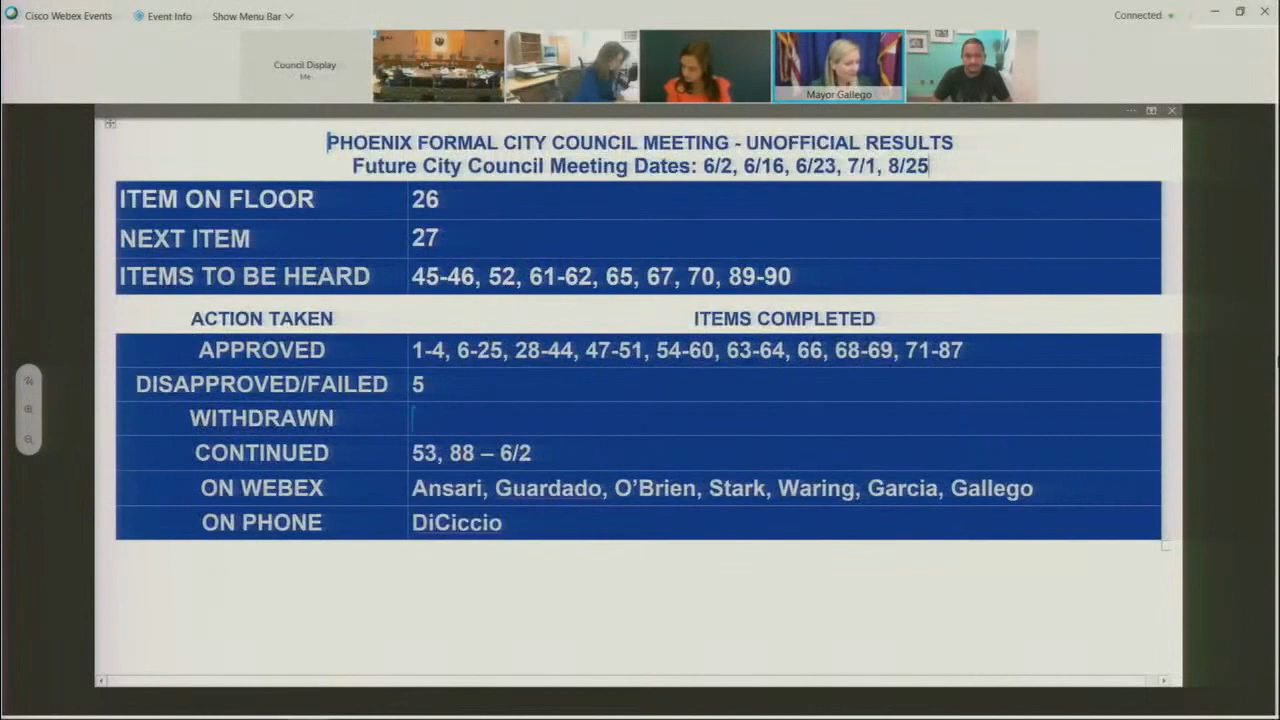 Cisco Webex Events
Event Info
Show Menu Bar
Connected
Council Display
Me
Mayor Gallego
PHOENIX FORMAL CITY COUNCIL MEETING - UNOFFICIAL RESULTS
Future City Council Meeting Dates: 6/2, 6/16, 6/23, 7/1, 8/25
ITEM ON FLOOR 26
NEXT ITEM 27
ITEMS TO BE HEARD 45-46, 52, 61-62, 65, 67, 70, 89-90
ACTION TAKEN ITEMS COMPLETED
APPROVED 1-4, 6-25, 28-44, 47-51, 54-60, 63-64, 66, 68-69, 71-87
DISAPPROVED/FAILED 5
WITHDRAWN
CONTINUED 53, 88 – 6/2
ON WEBEX Ansari, Guardado, O'Brien, Stark, Waring, Garcia, Gallego
ON PHONE DiCiccio